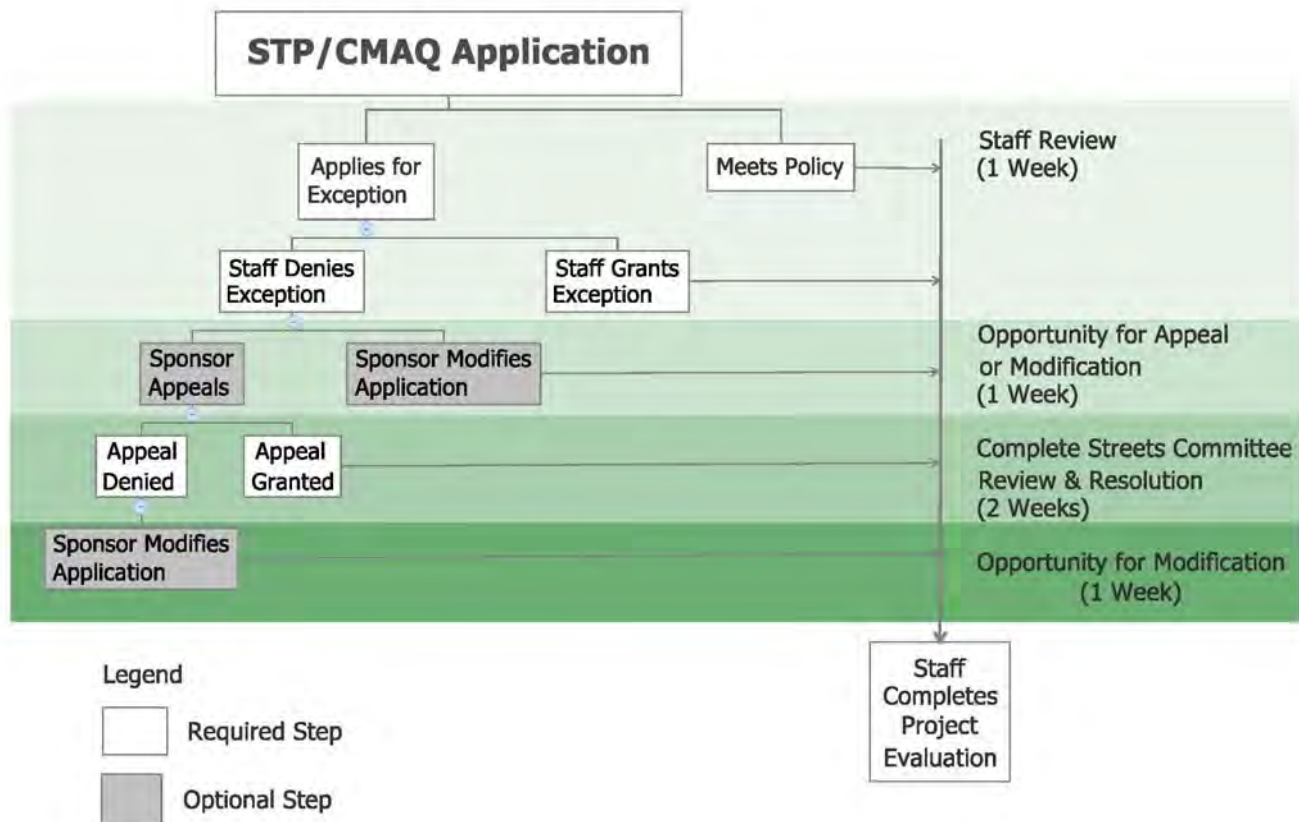 STP/CMAQ Application
Applies for
Exception
Meets Policy
Staff Review
(1 Week)
Staff Denies
Exception
Staff Grants
Exception
Sponsor
Appeals
Sponsor Modifies
Application
Opportunity for Appeal
or Modification
(1 Week)
Appeal
Denied
Appeal
Granted
Complete Streets Committee
Review & Resolution
(2 Weeks)
Sponsor Modifies
Application
Opportunity for Modification
(1 Week)
Staff
Completes
Project
Evaluation
Legend
Required Step
Optional Step